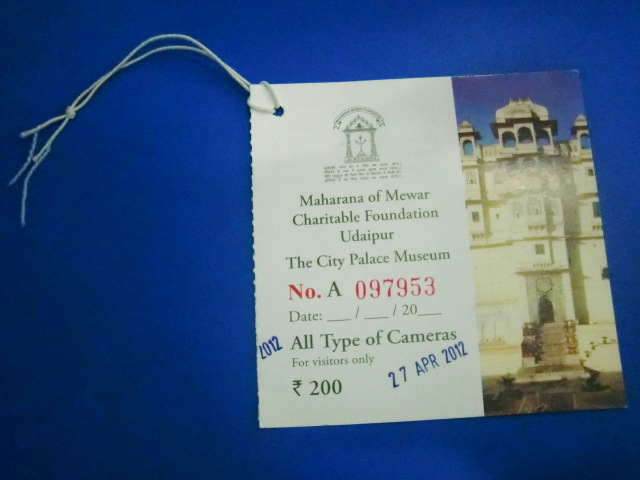 Maharana of Mewar
Charitable Foundation
Udaipur
The City Palace Museum
No. A 097953
Date: ___ / ___ / 20___
2012
All Type of Cameras
For visitors only
27 APR 2012
₹ 200